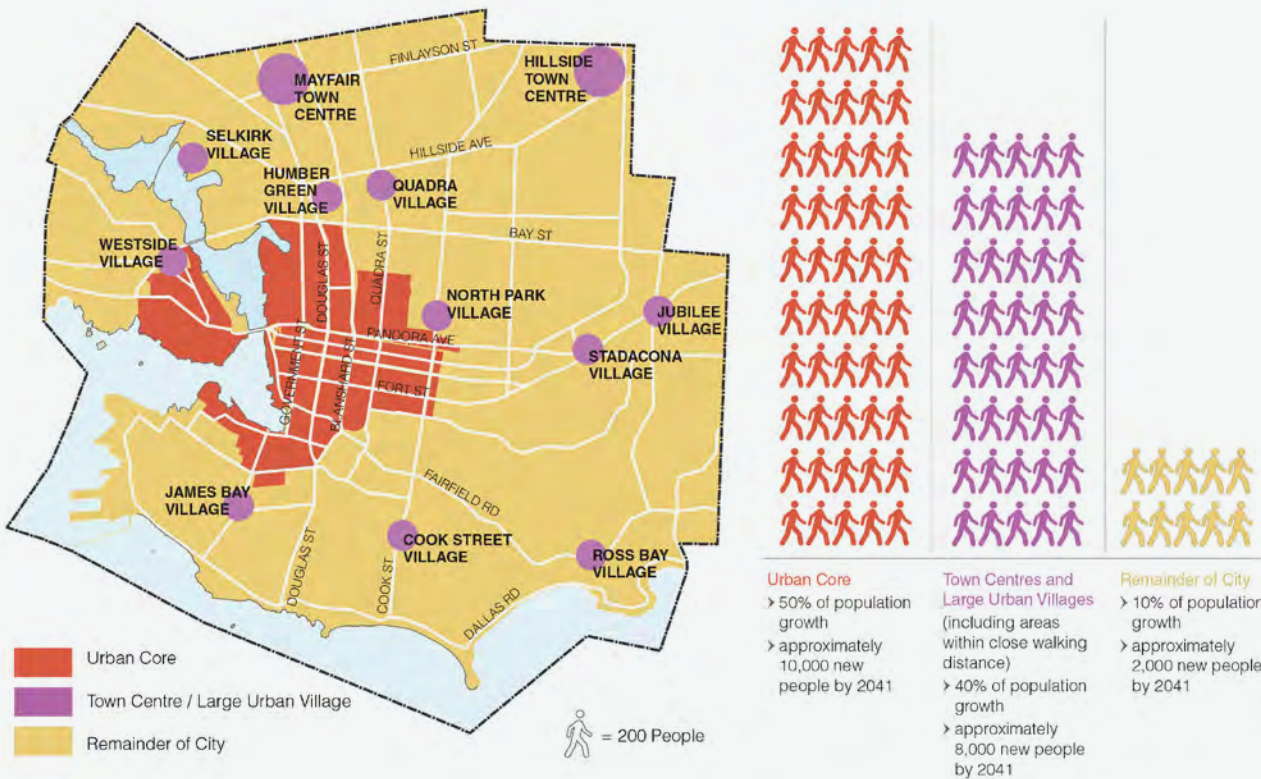 FINLAYSON ST
MAYFAIR
TOWN
CENTRE
HILLSIDE
TOWN
CENTRE
SELKIRK
VILLAGE
HILLSIDE AVE
HUMBER
GREEN
VILLAGE
QUADRA
VILLAGE
BAY ST
WESTSIDE
VILLAGE
DOUGLAS ST
QUADRA ST
NORTH PARK
VILLAGE
JUBILEE
VILLAGE
PANDORA AVE
STADACONA
VILLAGE
GOVERNMENT ST
BLANSHARD ST
FORT ST
JAMES BAY
VILLAGE
FAIRFIELD RD
COOK STREET
VILLAGE
ROSS BAY
VILLAGE
DOUGLAS ST
COOK ST
DALLAS RD
Urban Core
Town Centre / Large Urban Village
Remainder of City
= 200 People
Urban Core
> 50% of population
growth
> approximately
10,000 new
people by 2041
Town Centres and
Large Urban Villages
(including areas
within close walking
distance)
> 40% of population
growth
> approximately
8,000 new people
by 2041
Remainder of City
> 10% of population
growth
> approximately
2,000 new people
by 2041